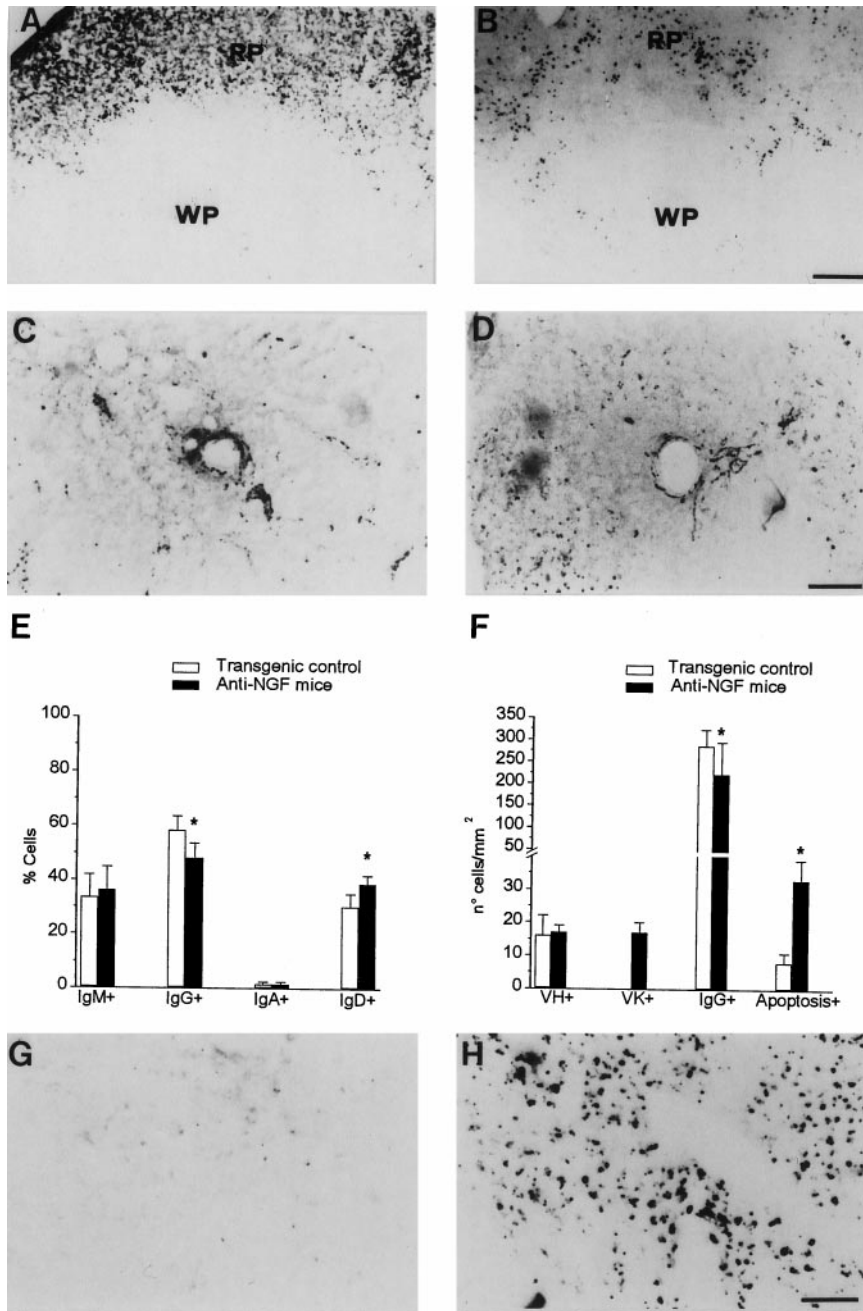 A
RP
WP
B
RP
WP
C
D
E
Transgenic control
Anti-NGF mice
% Cells
100
80
60
40
20
0
*
*
IgM+
IgG+
IgA+
IgD+
F
Transgenic control
Anti-NGF mice
n° cells/mm²
350
300
250
200
150
100
50
30
20
10
0
*
*
VH+
VK+
IgG+
Apoptosis+
G
H